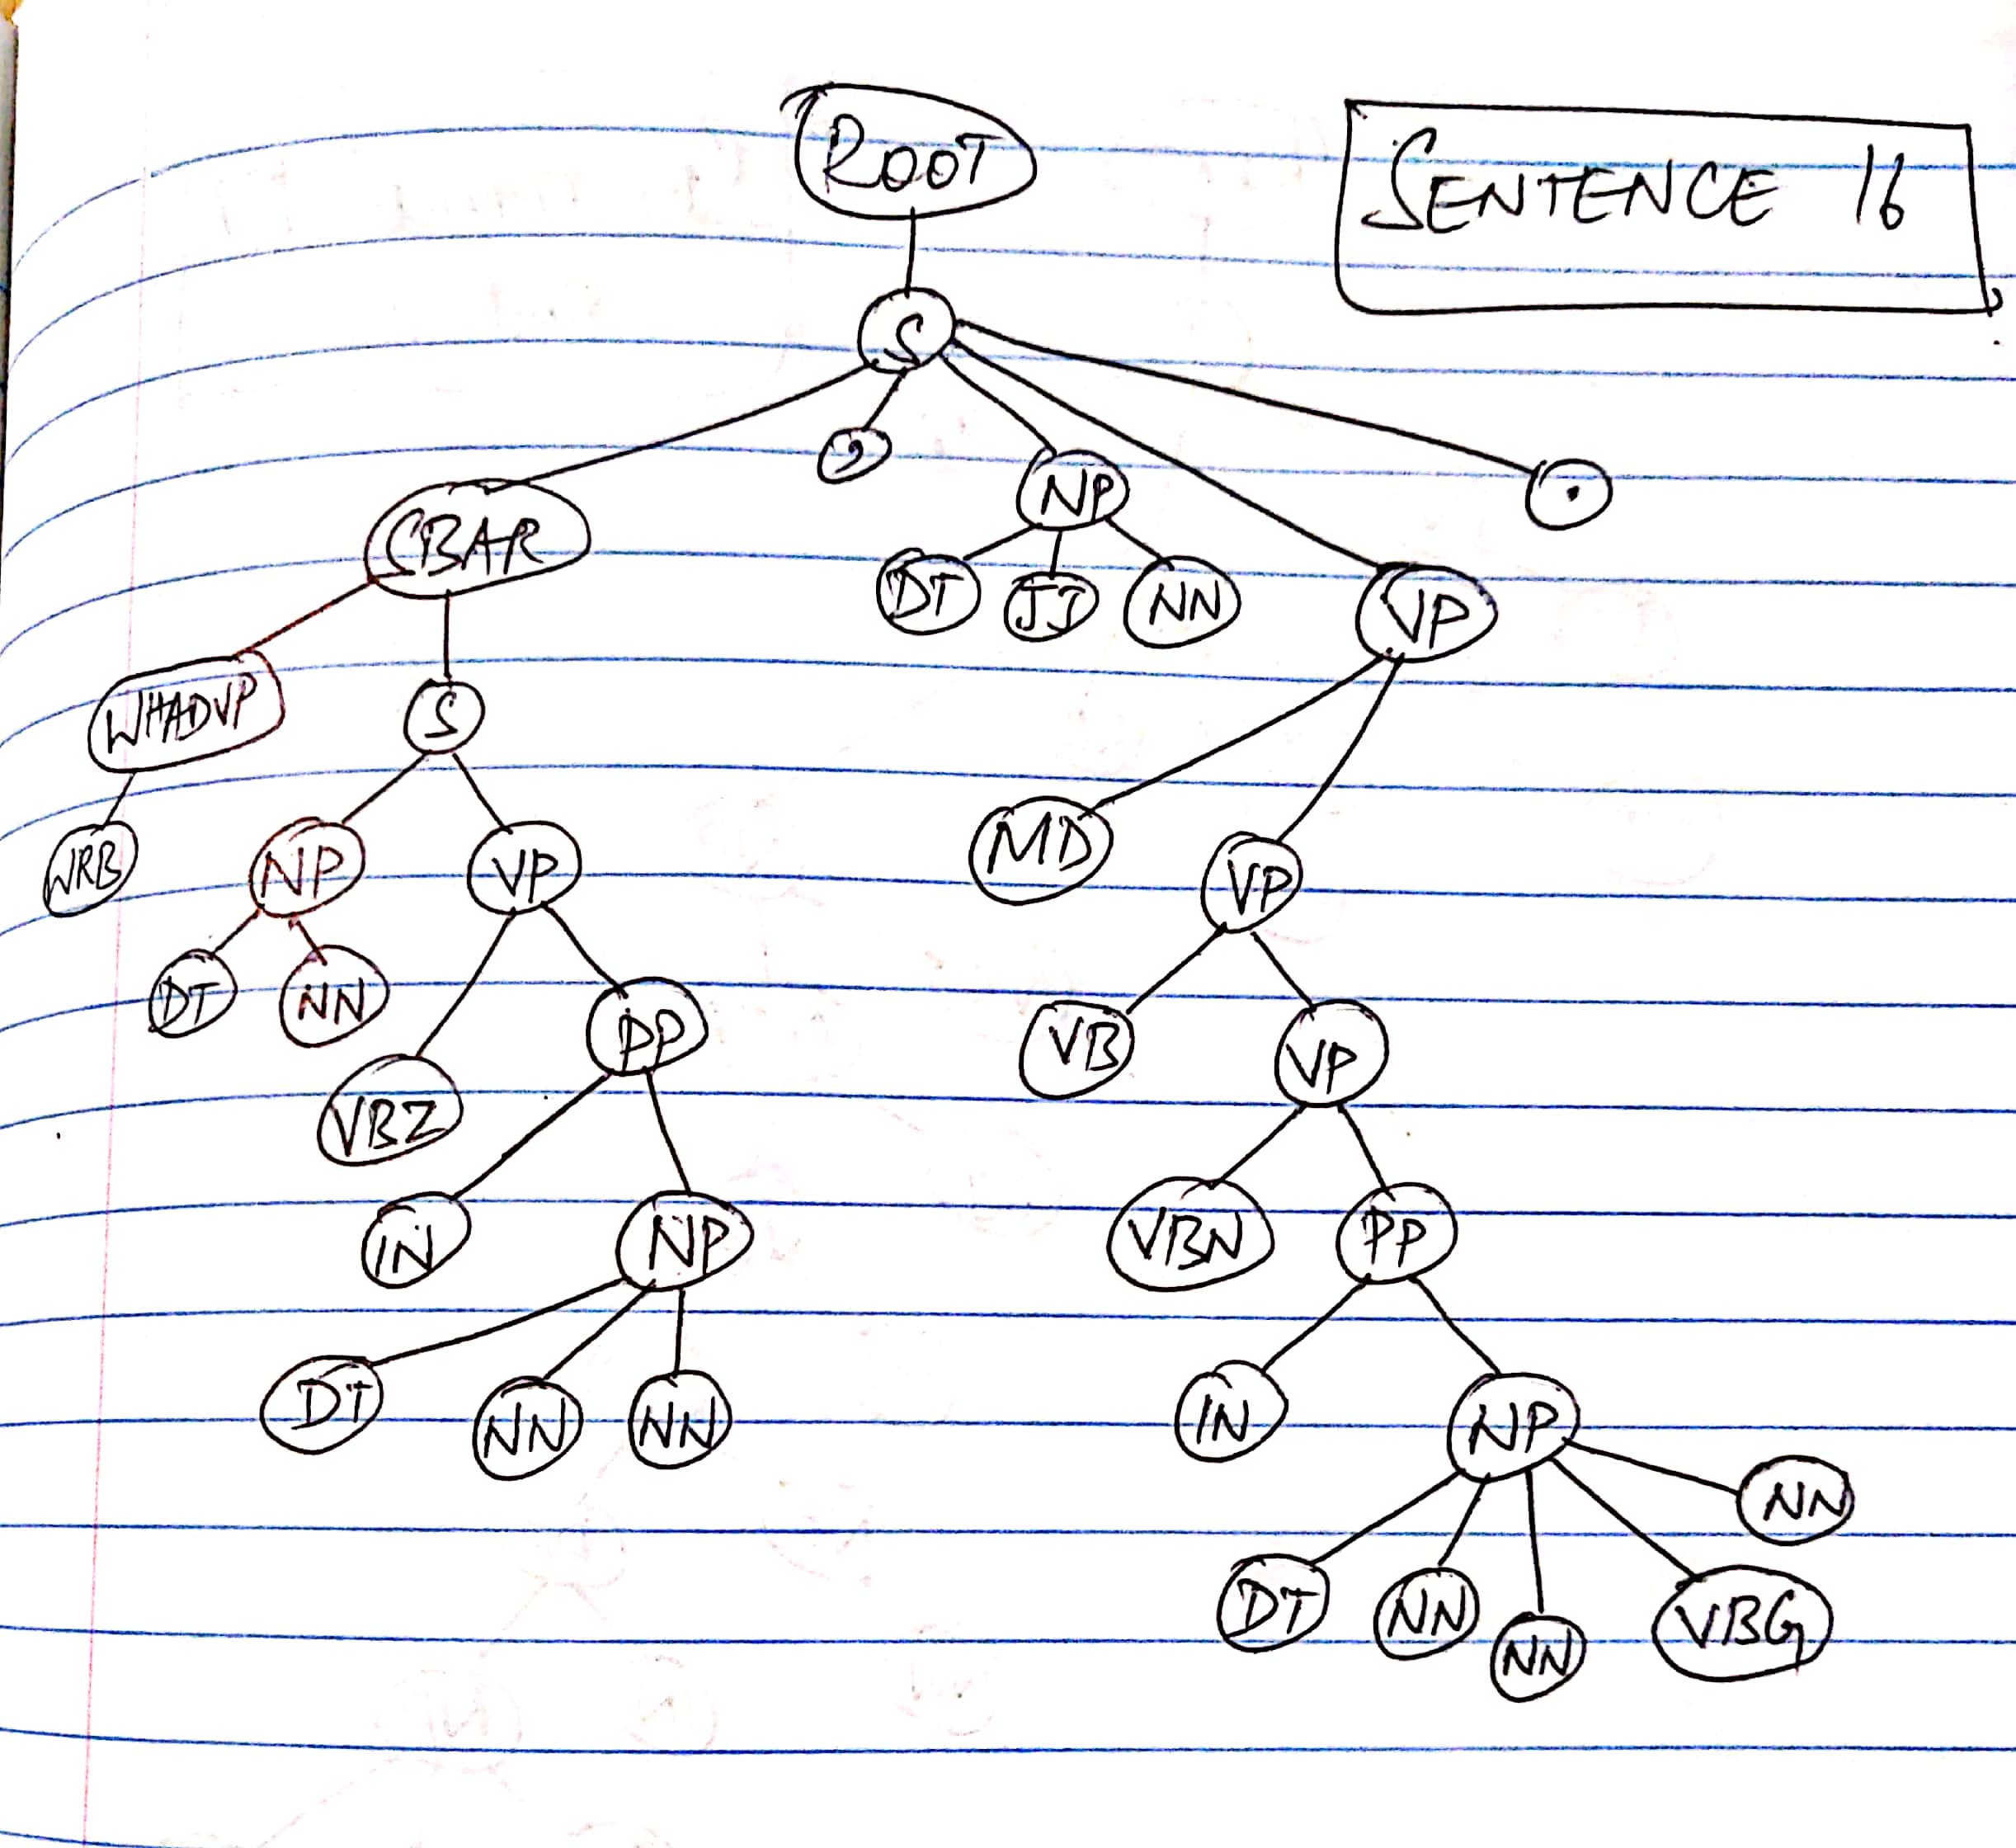 ROOT
SENTENCE 16
S
,
NP
.
SBAR
DT JJ NN
VP
WHADVP
S
MD
WRB
NP
VP
VP
DT
NN
PP
VB
VP
VBZ
IN
NP
VBN
PP
DT
NN
NN
IN
NP
NN
DT
NN
NN
VBG